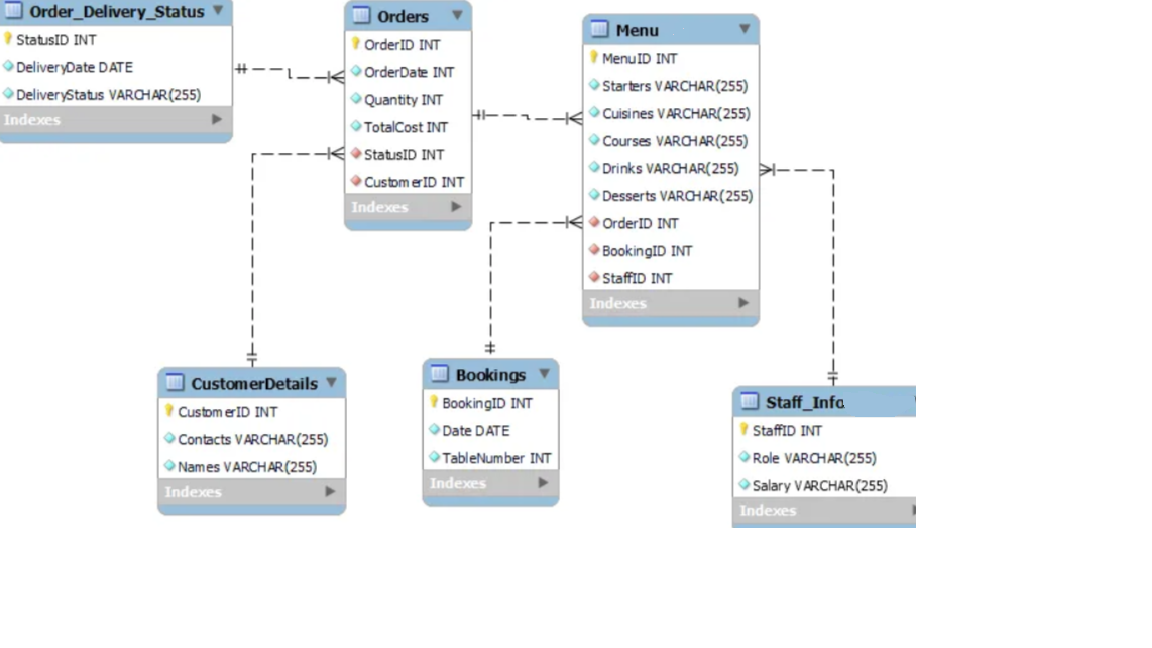 Order_Delivery_Status
StatusID INT
DeliveryDate DATE
DeliveryStatus VARCHAR(255)
Indexes
Orders
OrderID INT
OrderDate INT
Quantity INT
TotalCost INT
StatusID INT
CustomerID INT
Indexes
Menu
MenuID INT
Starters VARCHAR(255)
Cuisines VARCHAR(255)
Courses VARCHAR(255)
Drinks VARCHAR(255)
Desserts VARCHAR(255)
OrderID INT
BookingID INT
StaffID INT
Indexes
CustomerDetails
CustomerID INT
Contacts VARCHAR(255)
Names VARCHAR(255)
Indexes
Bookings
BookingID INT
Date DATE
TableNumber INT
Indexes
Staff_Info
StaffID INT
Role VARCHAR(255)
Salary VARCHAR(255)
Indexes